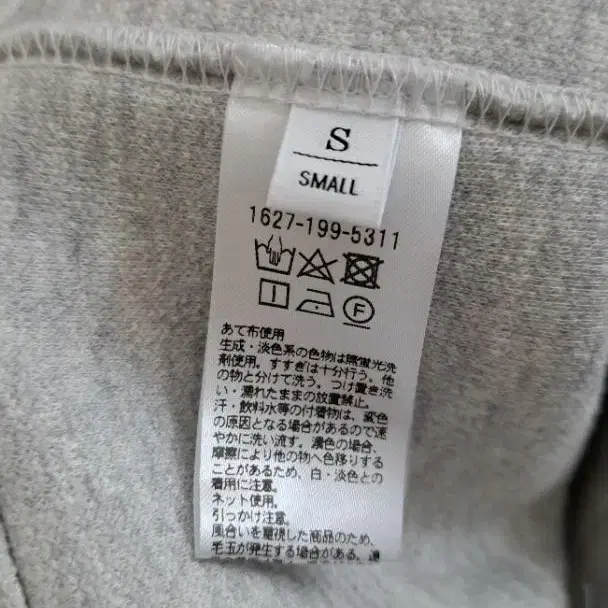 S
SMALL
1627-199-5311
F
あて布使用
生成・淡色系の色物は無蛍光洗
剤使用。すすぎは十分行う。他
の物と分けて洗う。つけ置き洗
い・濡れたままの放置禁止。
汗・飲料水等の付着物は、変色
の原因となる場合があるので速
やかに洗い流す。濃色の場合、
摩擦により他の物へ色移りする
ことがあるため、白・淡色との
着用に注意。
ネット使用。
引っかけ注意。
風合いを重視した商品のため、
毛玉が発生する場合がある。